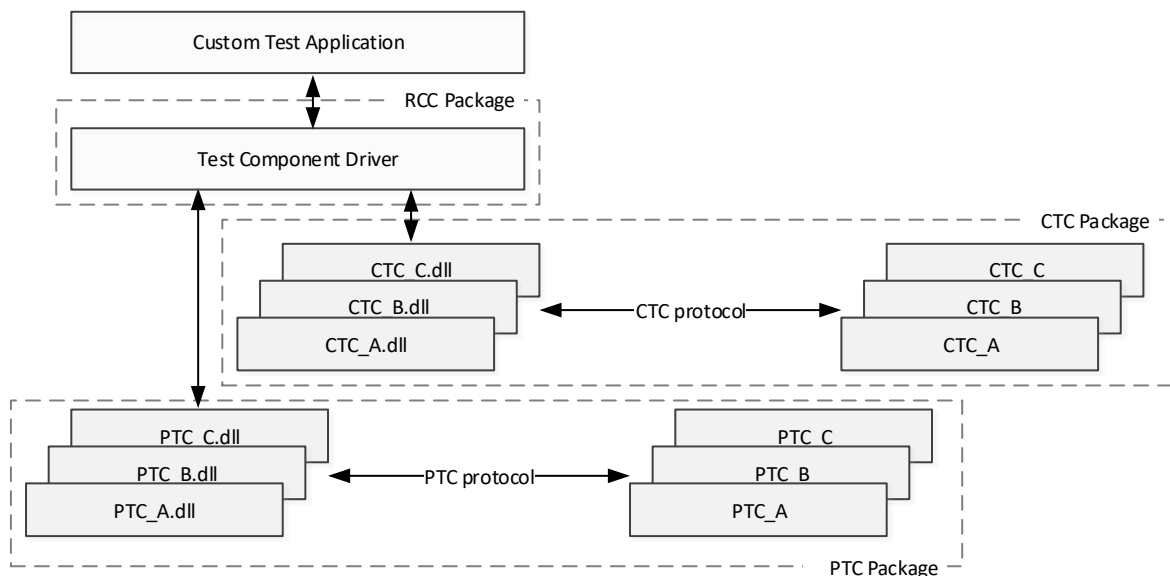 Custom Test Application
RCC Package
Test Component Driver
CTC Package
CTC_C.dll
CTC_B.dll
CTC_A.dll
CTC protocol
CTC_C
CTC_B
CTC_A
PTC_C.dll
PTC_B.dll
PTC_A.dll
PTC protocol
PTC_C
PTC_B
PTC_A
PTC Package